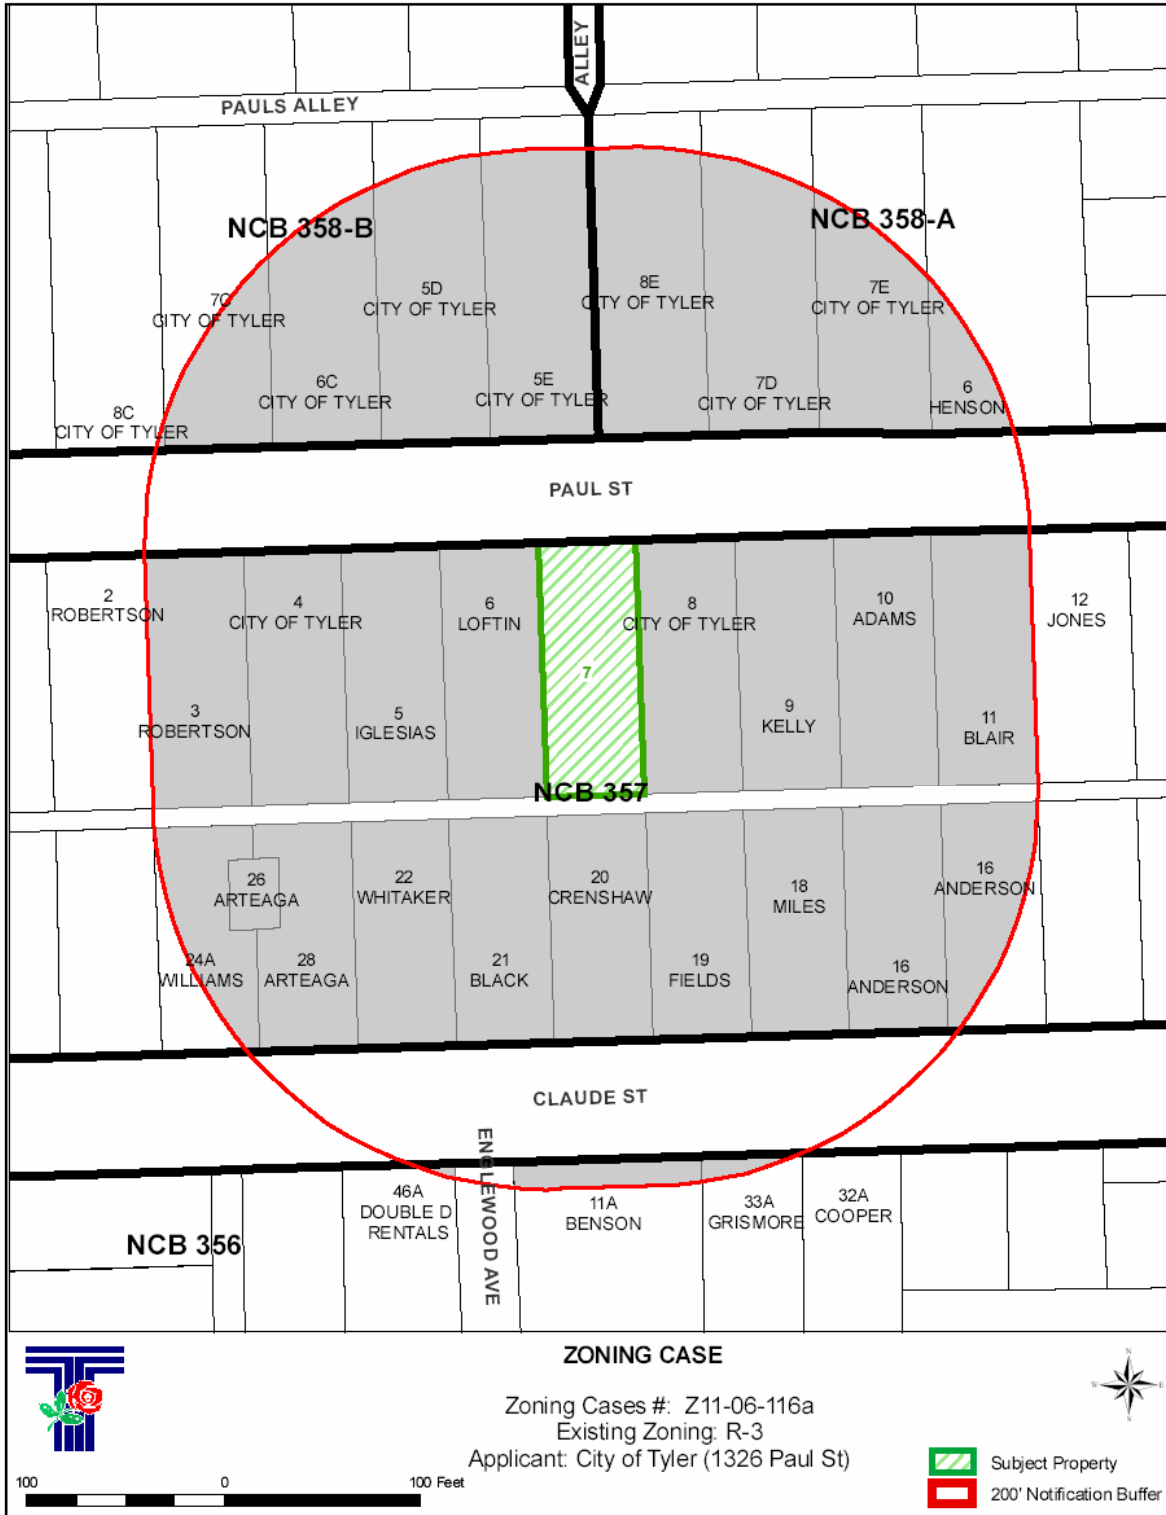 ALLEY
PAULS ALLEY
NCB 358-B
NCB 358-A
7C
CITY OF TYLER
5D
CITY OF TYLER
8E
CITY OF TYLER
7E
CITY OF TYLER
6C
CITY OF TYLER
5E
CITY OF TYLER
7D
CITY OF TYLER
6
HENSON
8C
CITY OF TYLER
PAUL ST
2
ROBERTSON
4
CITY OF TYLER
6
LOFTIN
8
CITY OF TYLER
10
ADAMS
12
JONES
7
3
ROBERTSON
5
IGLESIAS
9
KELLY
11
BLAIR
NCB 357
26
ARTEAGA
22
WHITAKER
20
CRENSHAW
18
MILES
16
ANDERSON
24A
WILLIAMS
28
ARTEAGA
21
BLACK
19
FIELDS
16
ANDERSON
CLAUDE ST
ENGLEWOOD AVE
46A
DOUBLE D
RENTALS
11A
BENSON
33A
GRISMORE
32A
COOPER
NCB 356
ZONING CASE
Zoning Cases #: Z11-06-116a
Existing Zoning: R-3
Applicant: City of Tyler (1326 Paul St)
N
W
E
S
100 0 100 Feet
Subject Property
200' Notification Buffer